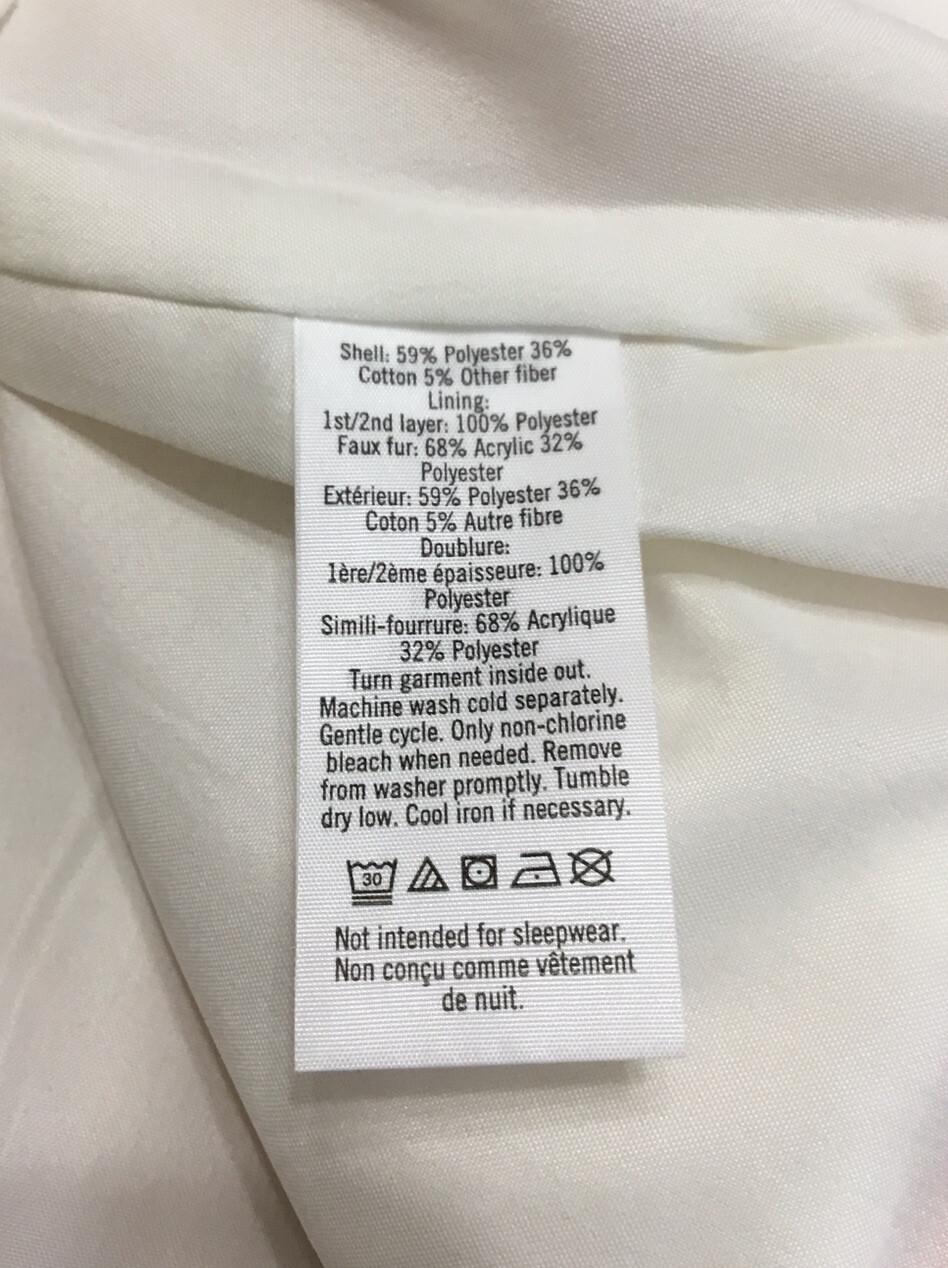 Shell: 59% Polyester 36%
Cotton 5% Other fiber
Lining:
1st/2nd layer: 100% Polyester
Faux fur: 68% Acrylic 32%
Polyester
Extérieur: 59% Polyester 36%
Coton 5% Autre fibre
Doublure:
1ère/2ème épaisseure: 100%
Polyester
Simili-fourrure: 68% Acrylique
32% Polyester
Turn garment inside out.
Machine wash cold separately.
Gentle cycle. Only non-chlorine
bleach when needed. Remove
from washer promptly. Tumble
dry low. Cool iron if necessary.
30
Not intended for sleepwear.
Non conçu comme vêtement
de nuit.